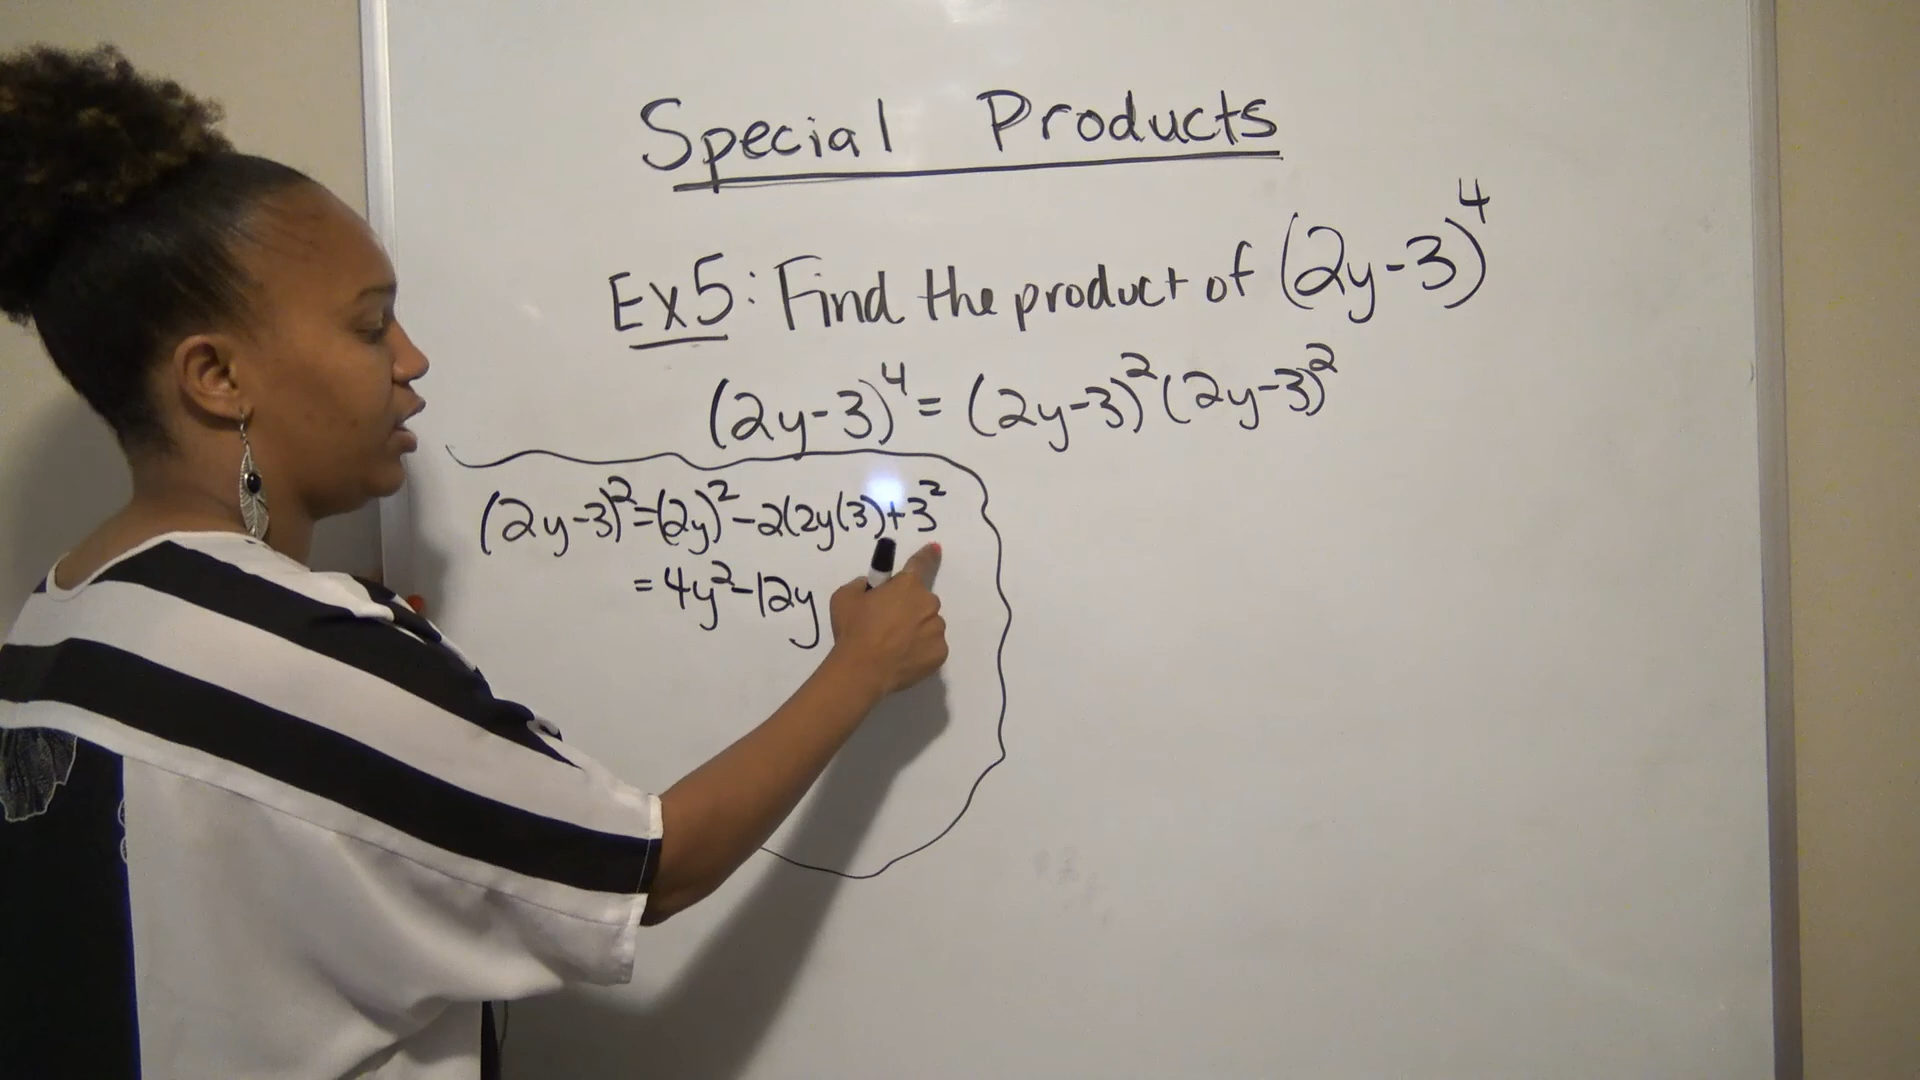 Special Products
Ex5: Find the product of (2y-3)⁴
(2y-3)⁴ = (2y-3)²(2y-3)²
(2y-3)²=(2y)²-2(2y(3)+3²
= 4y²-12y